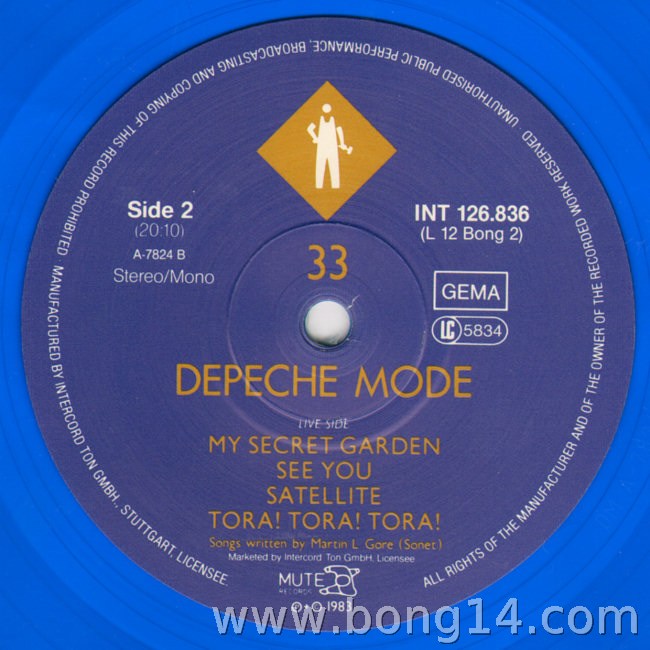 UNAUTHORISED PUBLIC PERFORMANCE, BROADCASTING AND COPYING OF THIS RECORD PROHIBITED MANUFACTURED BY INTERCORD TON GMBH., STUTTGART, LICENSEE.
ALL RIGHTS OF THE MANUFACTURER AND OF THE OWNER OF THE RECORDED WORK RESERVED
Side 2
(20:10)
A-7824 B
Stereo/Mono
33
INT 126.836
(L 12 Bong 2)
GEMA
LC 5834
DEPECHE MODE
LIVE SIDE
MY SECRET GARDEN
SEE YOU
SATELLITE
TORA! TORA! TORA!
Songs written by Martin L Gore (Sonet)
Marketed by Intercord Ton GmbH, Licensee
MUTE
RECORDS
Ⓟ+©1983
www.bong14.com